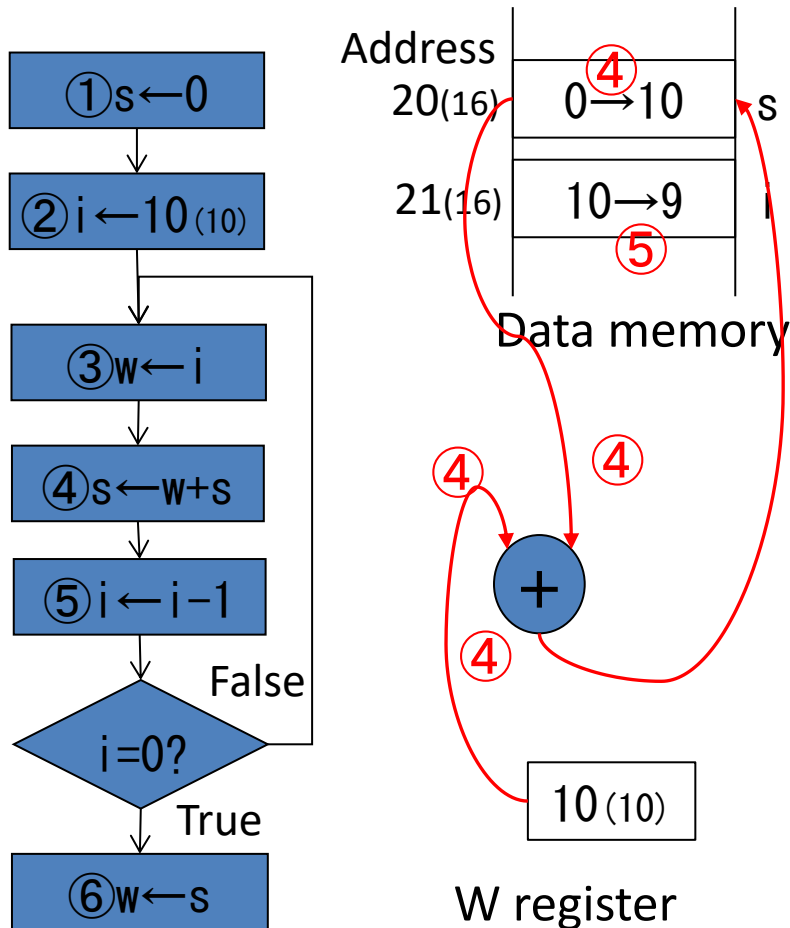 ①s←0
②i←10(10)
③w←i
④s←w+s
⑤i←i-1
False
i=0?
True
⑥w←s
Address
④
20(16)
0→10
s
21(16)
10→9
i
⑤
Data memory
④
④
+
④
10(10)
W register